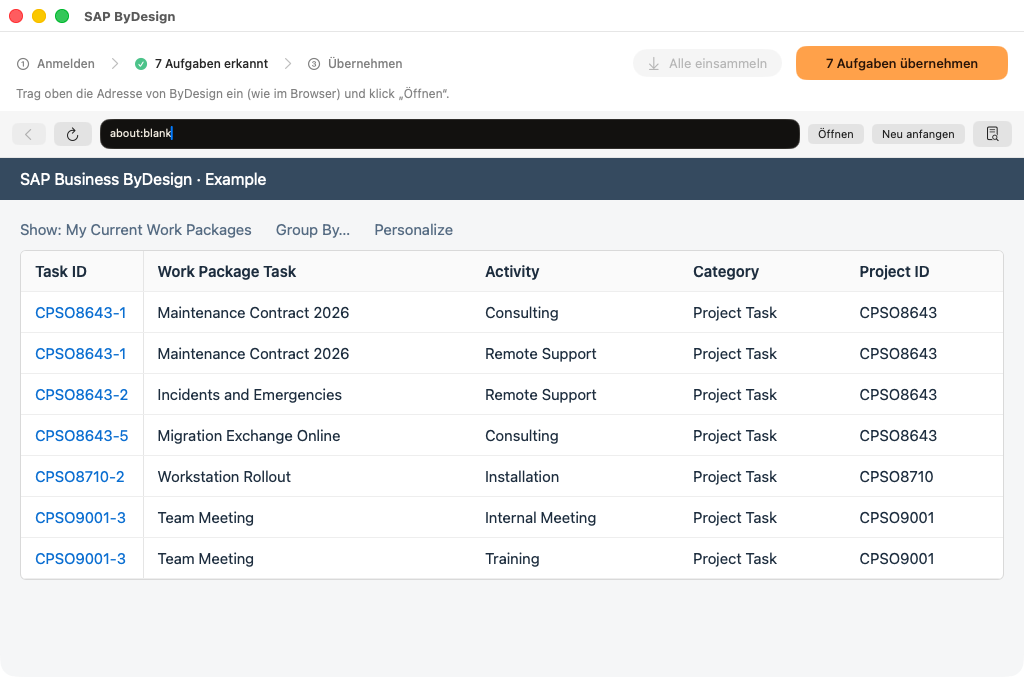 SAP ByDesign
1 Anmelden 7 Aufgaben erkannt 3 Übernehmen Alle einsammeln 7 Aufgaben übernehmen
Trag oben die Adresse von ByDesign ein (wie im Browser) und klick „Öffnen“.
about:blank Öffnen Neu anfangen
SAP Business ByDesign · Example
Show: My Current Work Packages Group By... Personalize
Task ID Work Package Task Activity Category Project ID
CPSO8643-1 Maintenance Contract 2026 Consulting Project Task CPSO8643
CPSO8643-1 Maintenance Contract 2026 Remote Support Project Task CPSO8643
CPSO8643-2 Incidents and Emergencies Remote Support Project Task CPSO8643
CPSO8643-5 Migration Exchange Online Consulting Project Task CPSO8643
CPSO8710-2 Workstation Rollout Installation Project Task CPSO8710
CPSO9001-3 Team Meeting Internal Meeting Project Task CPSO9001
CPSO9001-3 Team Meeting Training Project Task CPSO9001